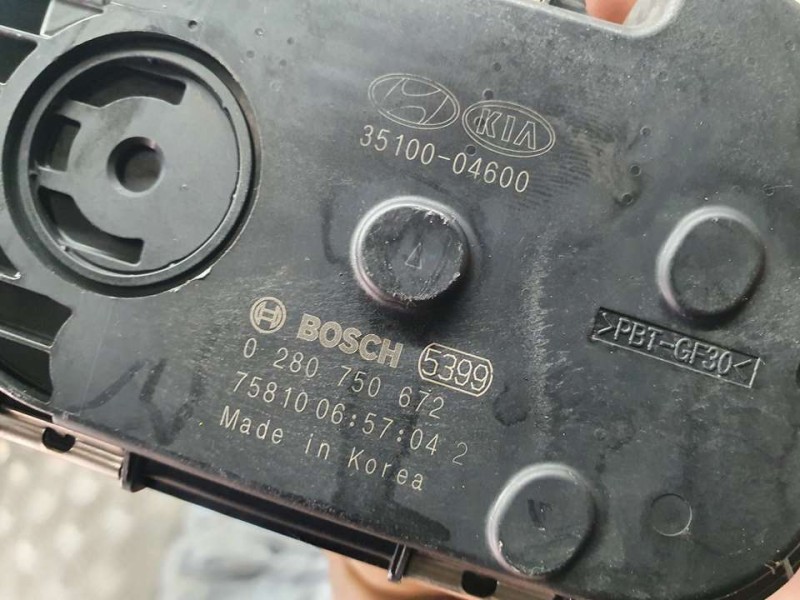 KIA
35100-04600
BOSCH 5399
0 280 750 672
75810 06:57:04 2
Made in Korea
>PBT-GF30<